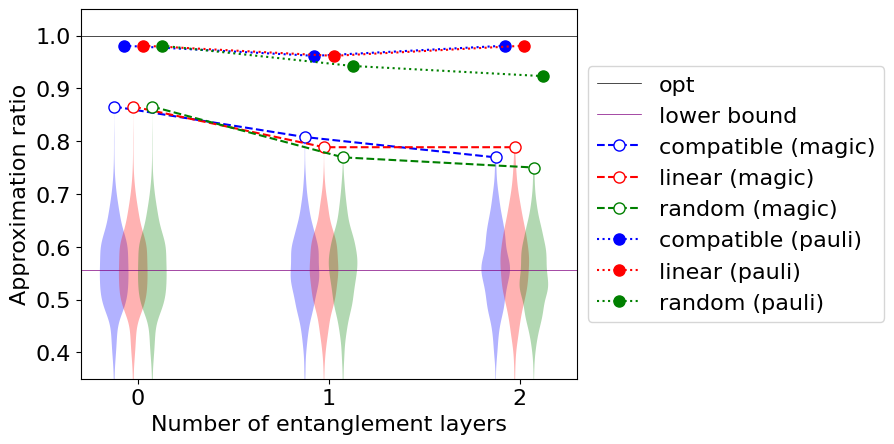 1.0
0.9
0.8
0.7
0.6
0.5
0.4
Approximation ratio
0 1 2
Number of entanglement layers
opt
lower bound
compatible (magic)
linear (magic)
random (magic)
compatible (pauli)
linear (pauli)
random (pauli)